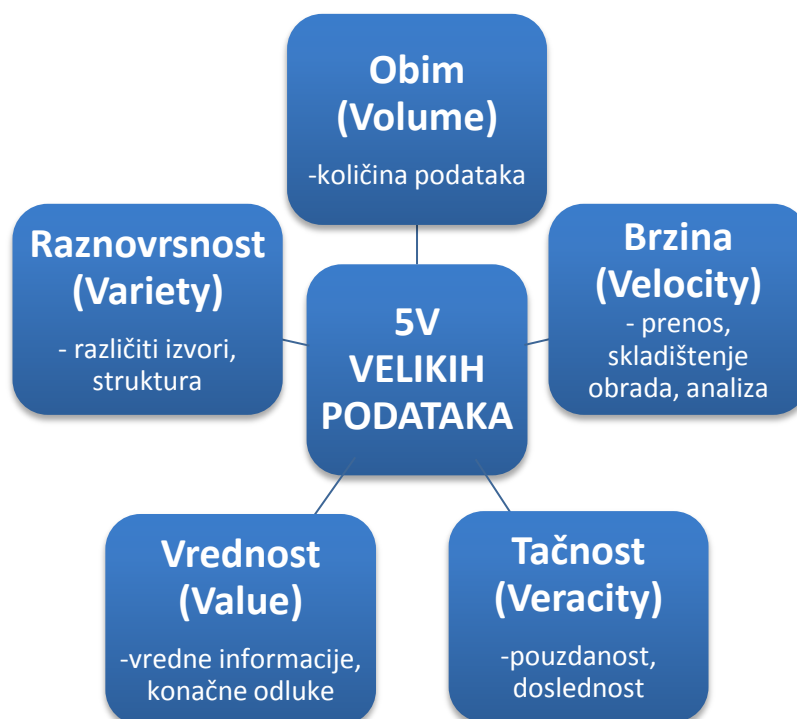 Obim
(Volume)
-količina podataka
Raznovrsnost
(Variety)
- različiti izvori,
struktura
Brzina
(Velocity)
- prenos,
skladištenje
obrada, analiza
5V
VELIKIH
PODATAKA
Vrednost
(Value)
-vredne informacije,
konačne odluke
Tačnost
(Veracity)
-pouzdanost,
doslednost